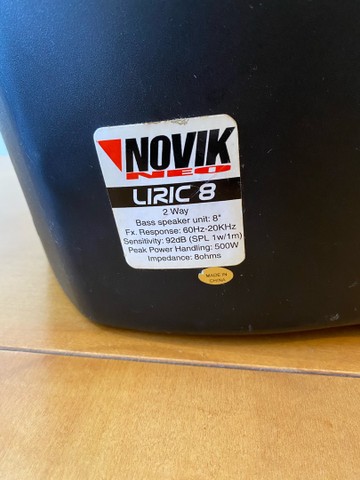 NOVIK
NEO
LIRIC 8
2 Way
Bass speaker unit: 8"
Fx. Response: 60Hz-20KHz
Sensitivity: 92dB (SPL 1w/1m)
Peak Power Handling: 500W
Impedance: 8ohms
MADE IN
CHINA